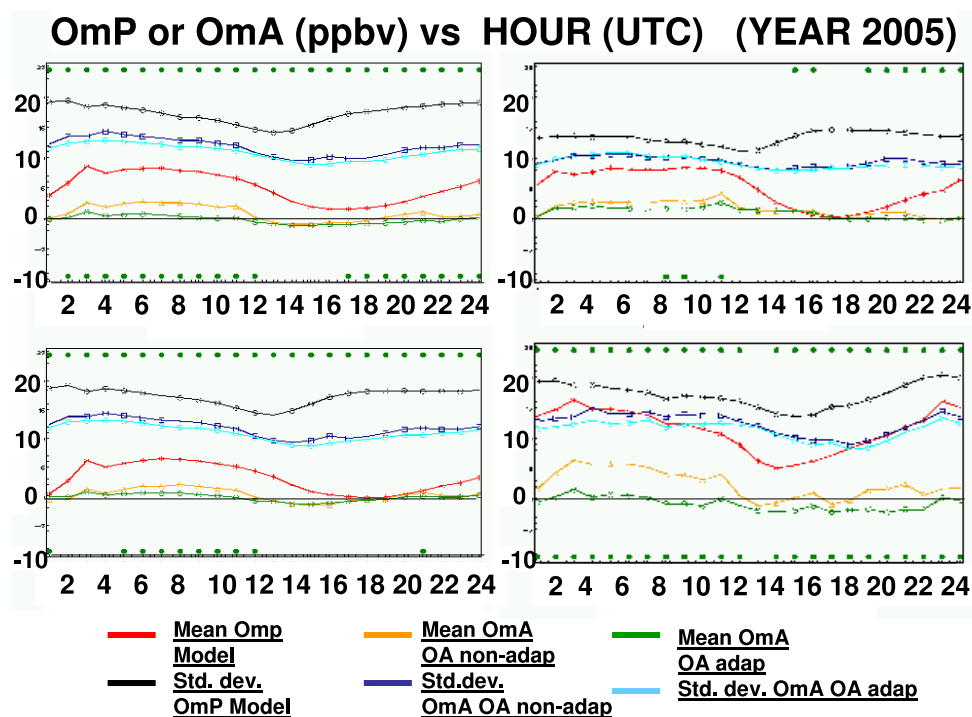 OmP or OmA (ppbv) vs HOUR (UTC) (YEAR 2005)
20
10
0
-10
2 4 6 8 10 12 14 16 18 20 22 24
20
10
0
-10
2 4 6 8 10 12 14 16 18 20 22 24
20
10
0
-10
2 4 6 8 10 12 14 16 18 20 22 24
20
10
0
-10
2 4 6 8 10 12 14 16 18 20 22 24
Mean Omp
Model
Mean OmA
OA non-adap
Mean OmA
OA adap
Std. dev.
OmP Model
Std.dev.
OmA OA non-adap
Std. dev. OmA OA adap